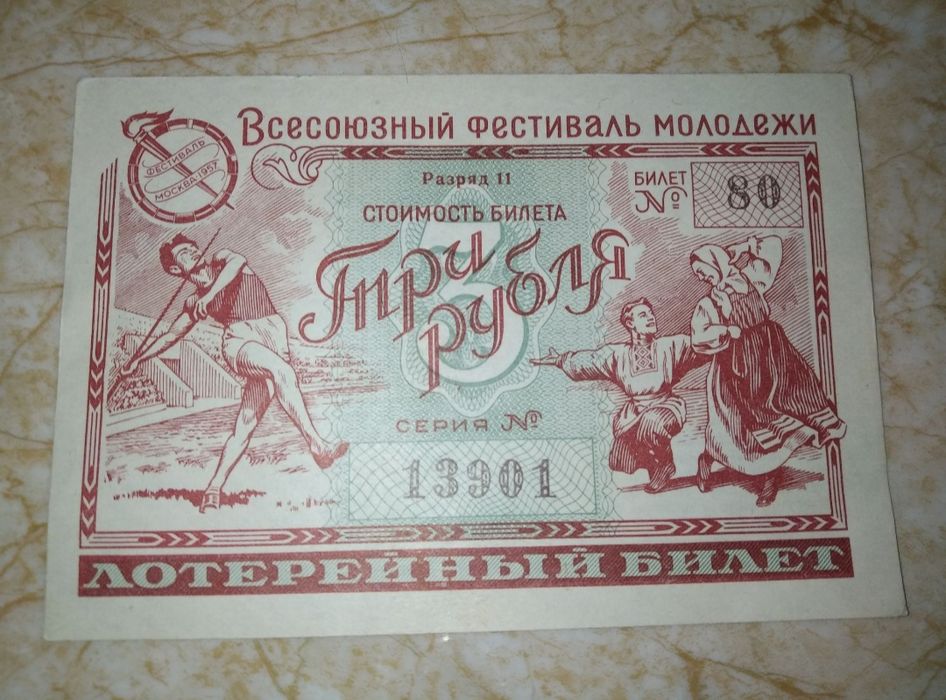 Всесоюзный фестиваль молодежи
ФЕСТИВАЛЬ
МОСКВА·1957
Разряд 11
СТОИМОСТЬ БИЛЕТА
3
Три
рубля
БИЛЕТ
№
80
СЕРИЯ №
13901
ЛОТЕРЕЙНЫЙ БИЛЕТ